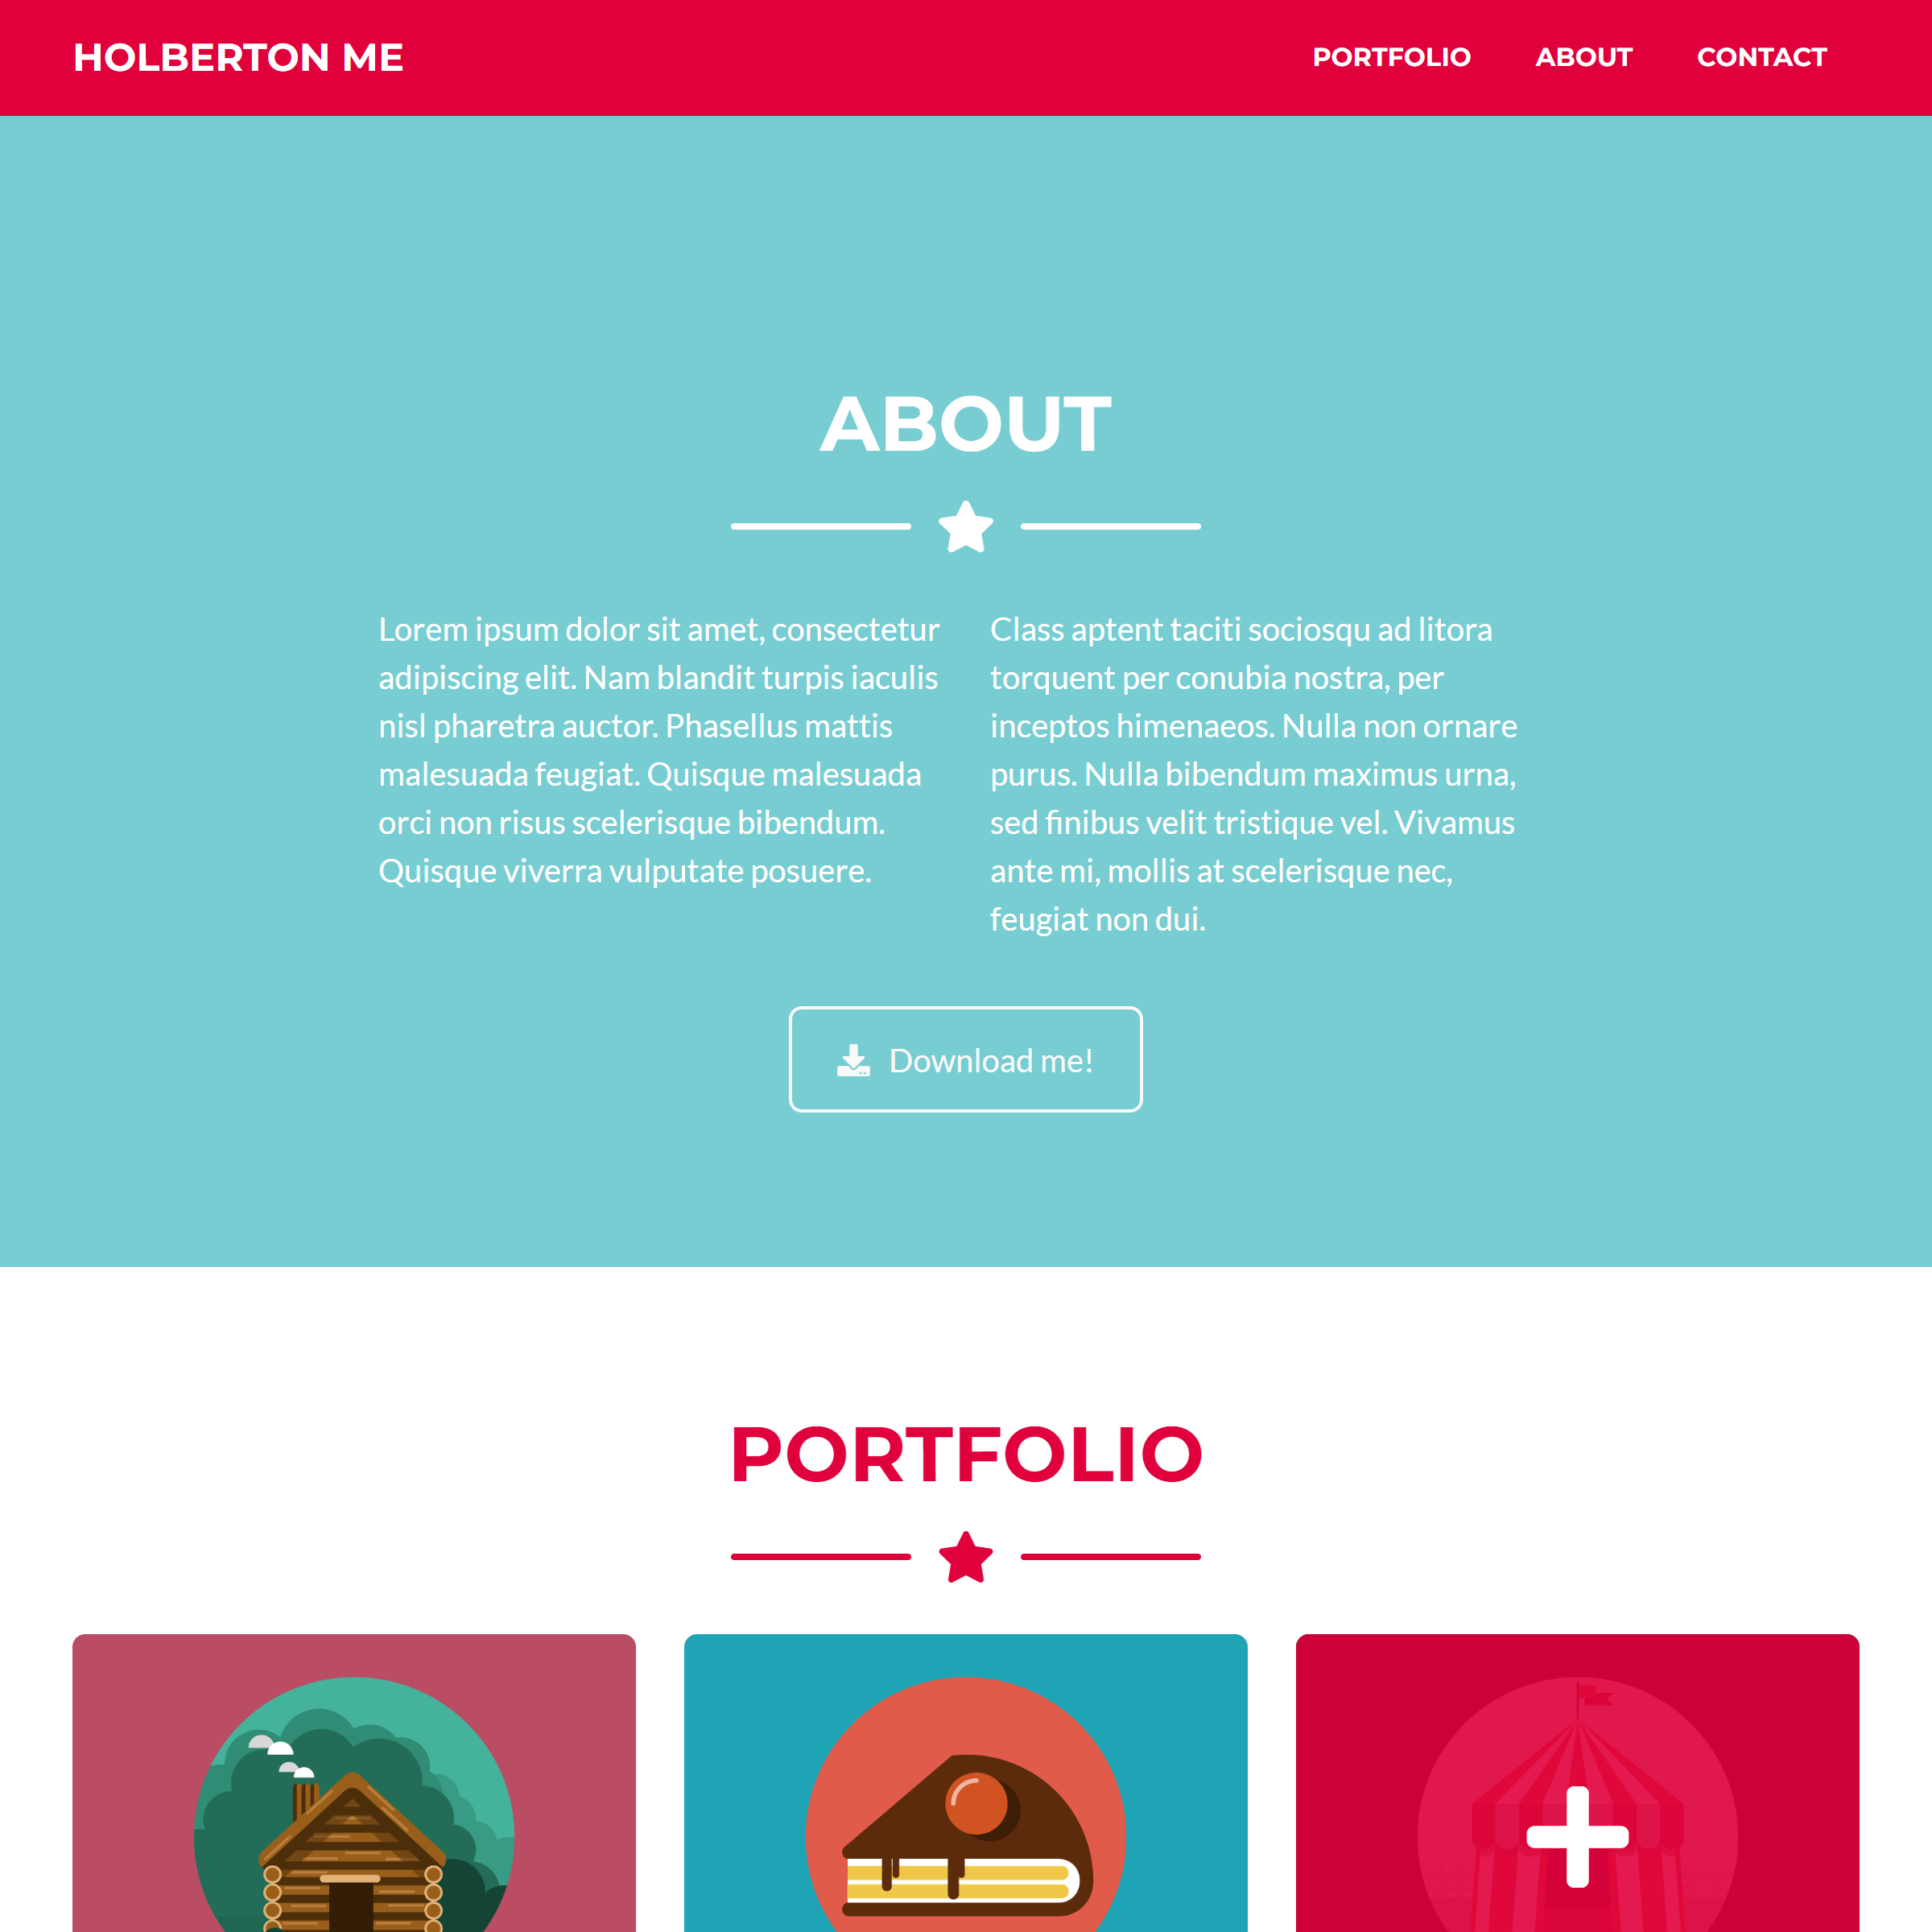 HOLBERTON ME
PORTFOLIO ABOUT CONTACT
ABOUT
Lorem ipsum dolor sit amet, consectetur
adipiscing elit. Nam blandit turpis iaculis
nisl pharetra auctor. Phasellus mattis
malesuada feugiat. Quisque malesuada
orci non risus scelerisque bibendum.
Quisque viverra vulputate posuere.
Class aptent taciti sociosqu ad litora
torquent per conubia nostra, per
inceptos himenaeos. Nulla non ornare
purus. Nulla bibendum maximus urna,
sed finibus velit tristique vel. Vivamus
ante mi, mollis at scelerisque nec,
feugiat non dui.
Download me!
PORTFOLIO